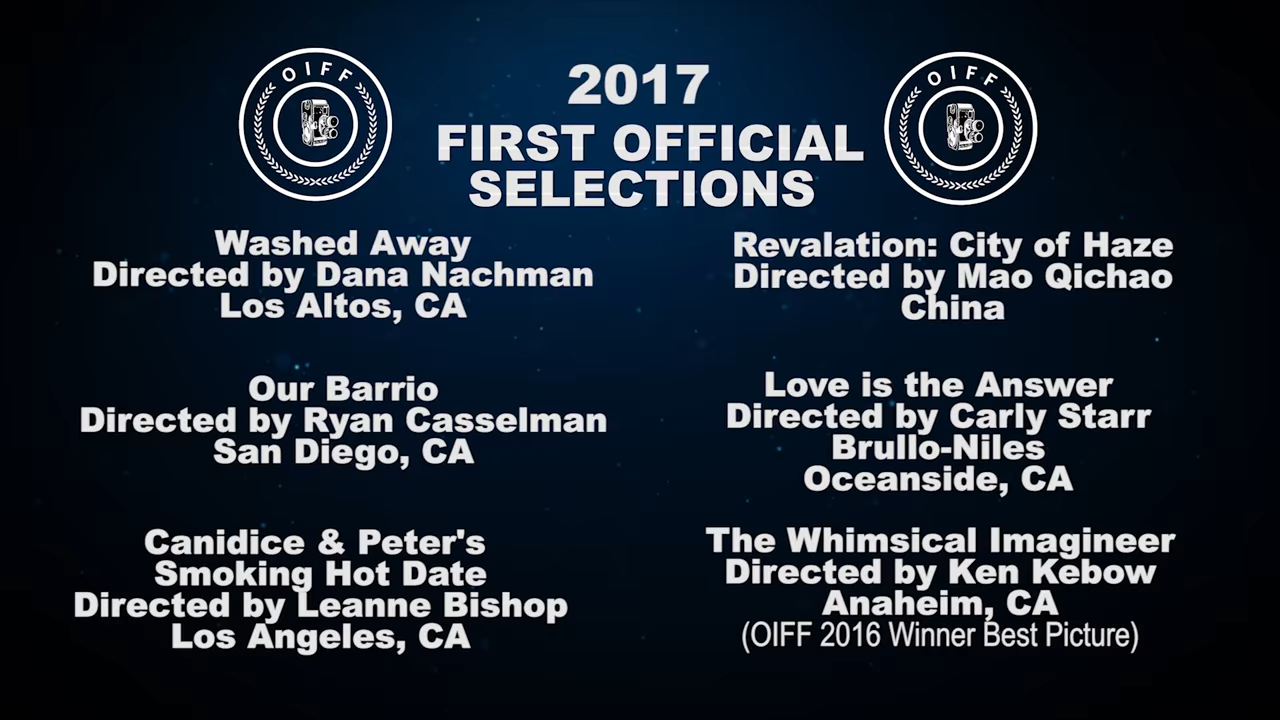 OIFF
2017
OIFF
FIRST OFFICIAL
SELECTIONS
Washed Away
Directed by Dana Nachman
Los Altos, CA
Revalation: City of Haze
Directed by Mao Qichao
China
Our Barrio
Directed by Ryan Casselman
San Diego, CA
Love is the Answer
Directed by Carly Starr
Brullo-Niles
Oceanside, CA
Canidice & Peter's
Smoking Hot Date
Directed by Leanne Bishop
Los Angeles, CA
The Whimsical Imagineer
Directed by Ken Kebow
Anaheim, CA
(OIFF 2016 Winner Best Picture)